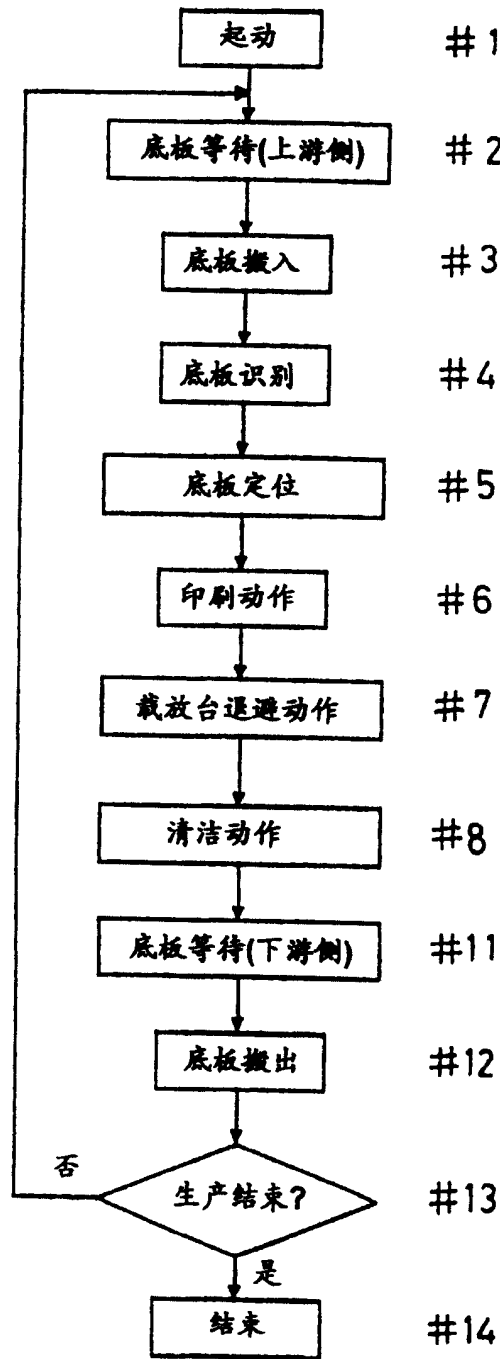 起动 #1
底板等待(上游侧) #2
底板搬入 #3
底板识别 #4
底板定位 #5
印刷动作 #6
载放台退避动作 #7
清洁动作 #8
底板等待(下游侧) #11
底板搬出 #12
否
生产结束? #13
是
结束 #14